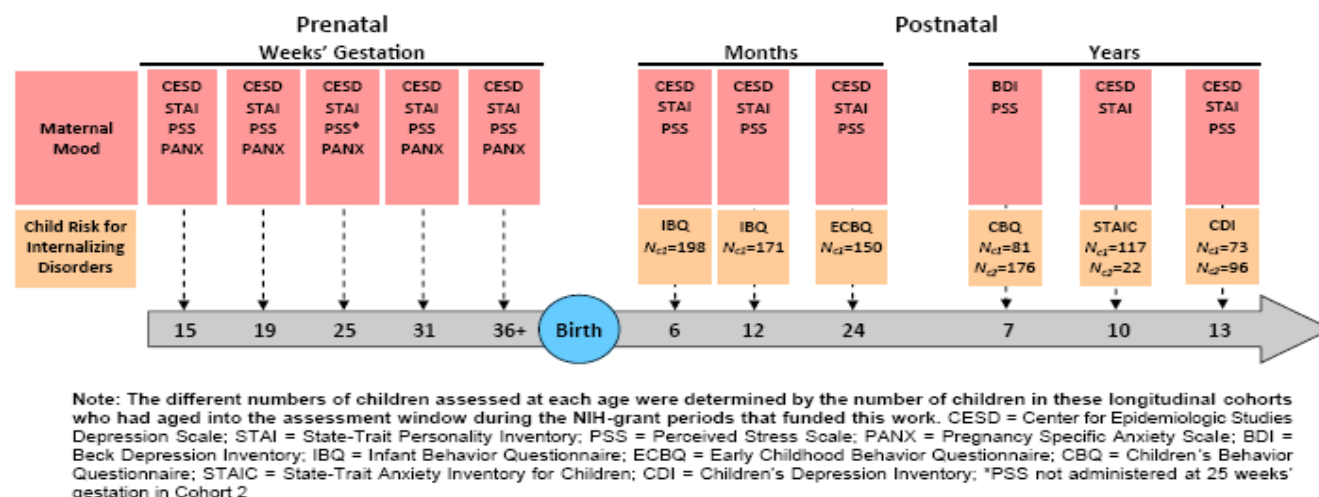 Prenatal
Postnatal
Weeks' Gestation
Months
Years
Maternal
Mood
CESD
STAI
PSS
PANX
CESD
STAI
PSS
PANX
CESD
STAI
PSS*
PANX
CESD
STAI
PSS
PANX
CESD
STAI
PSS
PANX
CESD
STAI
PSS
CESD
STAI
PSS
CESD
STAI
PSS
BDI
PSS
CESD
STAI
CESD
STAI
PSS
Child Risk for
Internalizing
Disorders
IBQ
Nc1=198
IBQ
Nc1=171
ECBQ
Nc1=150
CBQ
Nc1=81
Nc2=176
STAIC
Nc1=117
Nc2=22
CDI
Nc1=73
Nc2=96
15 19 25 31 36+ Birth 6 12 24 7 10 13
Note: The different numbers of children assessed at each age were determined by the number of children in these longitudinal cohorts
who had aged into the assessment window during the NIH-grant periods that funded this work. CESD = Center for Epidemiologic Studies
Depression Scale; STAI = State-Trait Personality Inventory; PSS = Perceived Stress Scale; PANX = Pregnancy Specific Anxiety Scale; BDI =
Beck Depression Inventory; IBQ = Infant Behavior Questionnaire; ECBQ = Early Childhood Behavior Questionnaire; CBQ = Children's Behavior
Questionnaire; STAIC = State-Trait Anxiety Inventory for Children; CDI = Children's Depression Inventory; *PSS not administered at 25 weeks'
gestation in Cohort 2